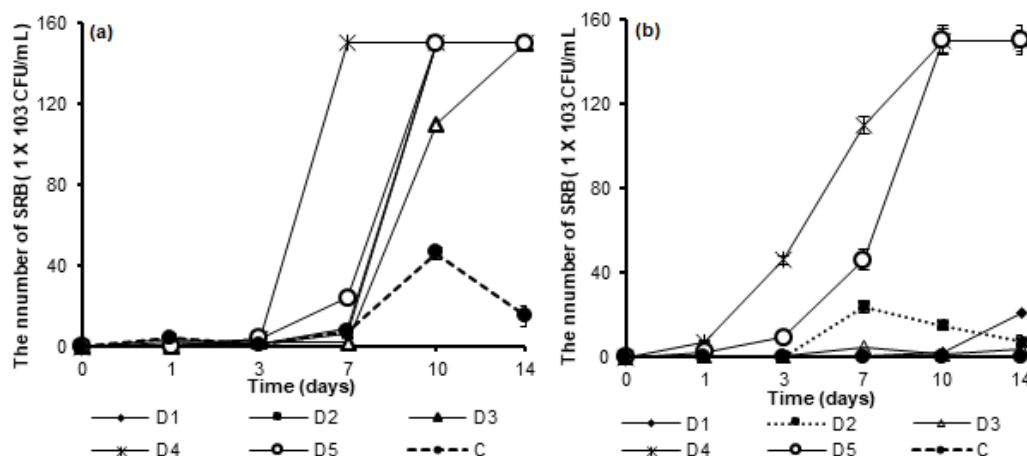 (a)
The nnumber of SRB( 1 X 103 CFU/mL
160
120
80
40
0
0 1 3 7 10 14
Time (days)
D1 D2 D3
D4 D5 C
(b)
The nnumber of SRB( 1 X 103 CFU/mL
160
120
80
40
0
0 1 3 7 10 14
Time (days)
D1 D2 D3
D4 D5 C